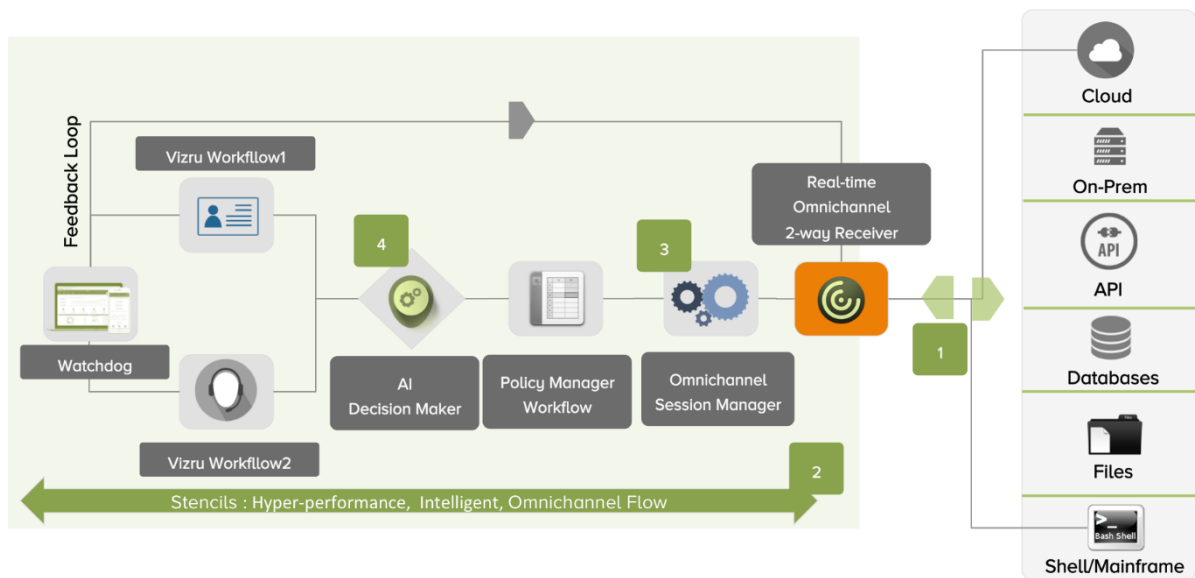 Feedback Loop
Vizru Workfllow1
Watchdog
Vizru Workfllow2
4
AI
Decision Maker
Policy Manager
Workflow
3
Omnichannel
Session Manager
Real-time
Omnichannel
2-way Receiver
1
2
Stencils : Hyper-performance, Intelligent, Omnichannel Flow
Cloud
On-Prem
API
API
Databases
Files
>_
Bash Shell
Shell/Mainframe